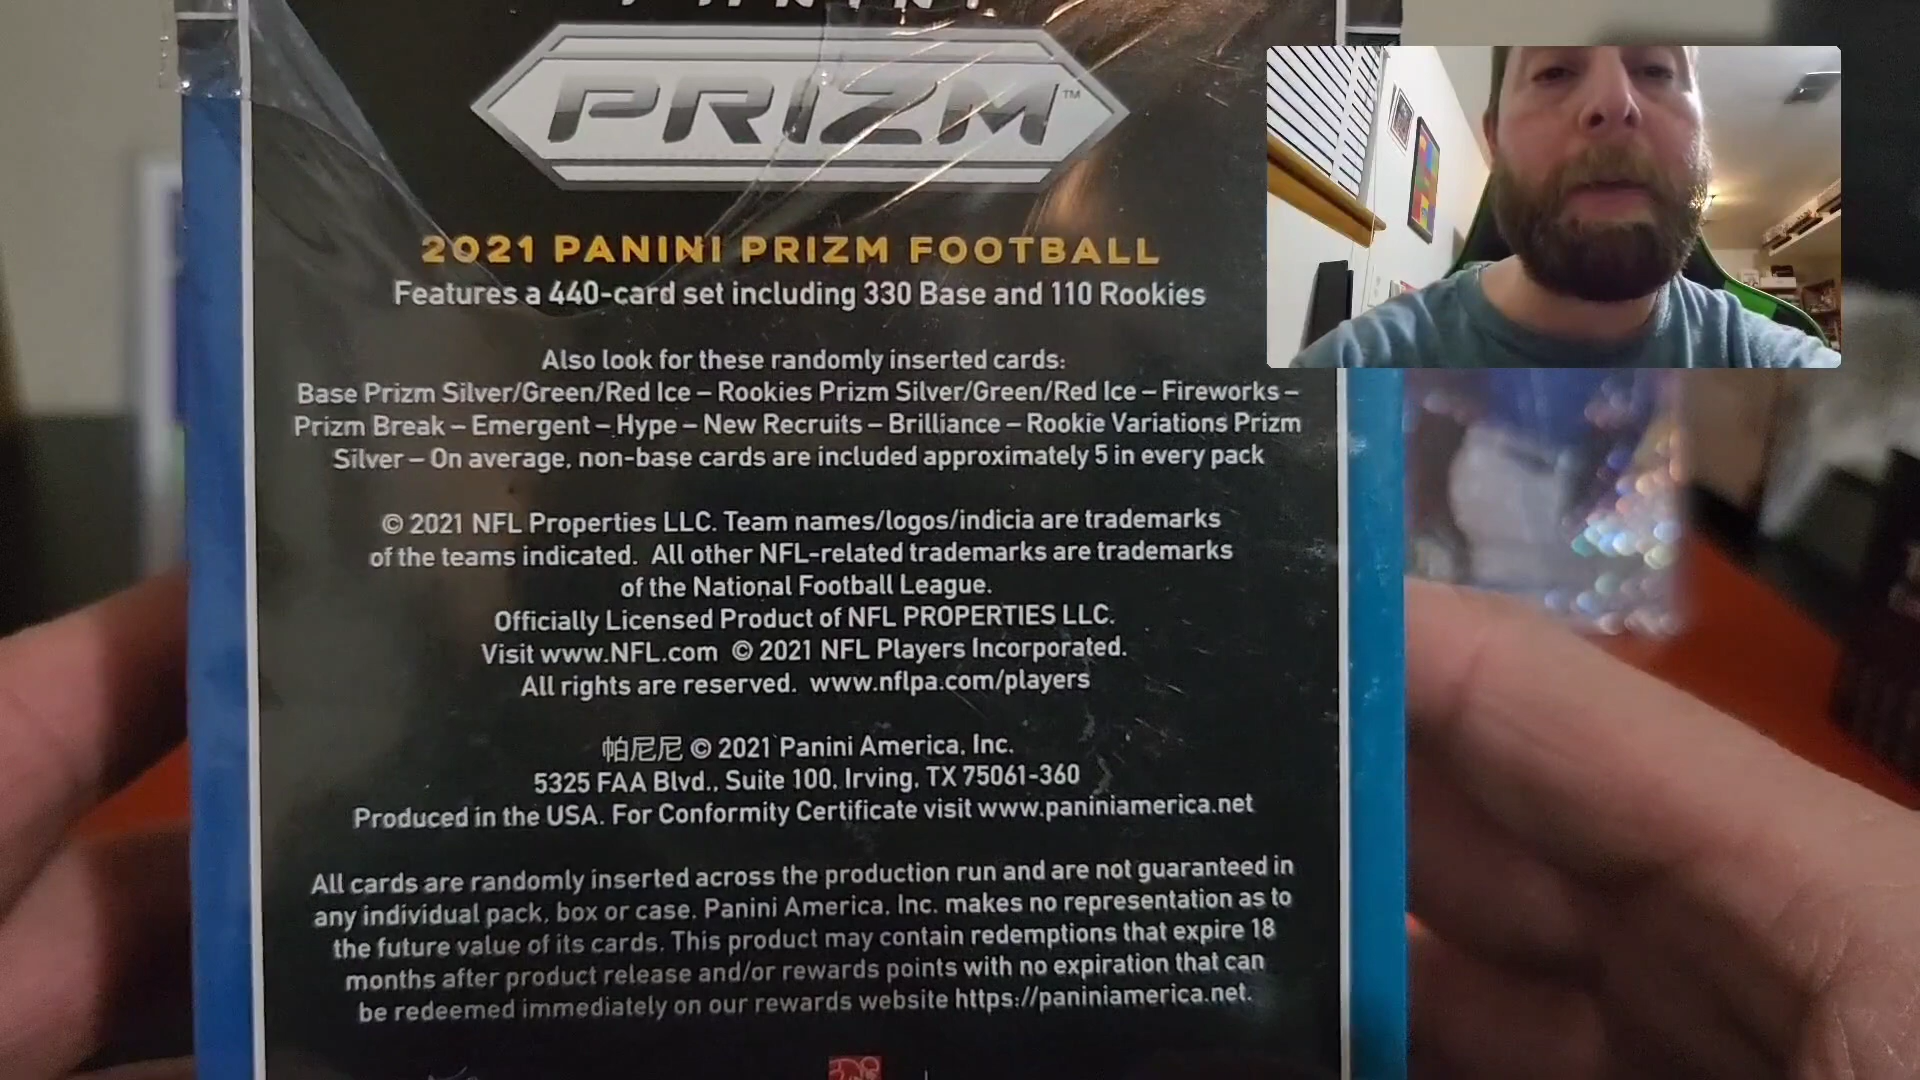 PRIZM™
2021 PANINI PRIZM FOOTBALL
Features a 440-card set including 330 Base and 110 Rookies
Also look for these randomly inserted cards:
Base Prizm Silver/Green/Red Ice – Rookies Prizm Silver/Green/Red Ice – Fireworks –
Prizm Break – Emergent – Hype – New Recruits – Brilliance – Rookie Variations Prizm
Silver – On average, non-base cards are included approximately 5 in every pack
© 2021 NFL Properties LLC. Team names/logos/indicia are trademarks
of the teams indicated. All other NFL-related trademarks are trademarks
of the National Football League.
Officially Licensed Product of NFL PROPERTIES LLC.
Visit www.NFL.com © 2021 NFL Players Incorporated.
All rights are reserved. www.nflpa.com/players
帕尼尼 © 2021 Panini America, Inc.
5325 FAA Blvd., Suite 100, Irving, TX 75061-360
Produced in the USA. For Conformity Certificate visit www.paniniamerica.net
All cards are randomly inserted across the production run and are not guaranteed in
any individual pack, box or case. Panini America, Inc. makes no representation as to
the future value of its cards. This product may contain redemptions that expire 18
months after product release and/or rewards points with no expiration that can
be redeemed immediately on our rewards website https://paniniamerica.net.